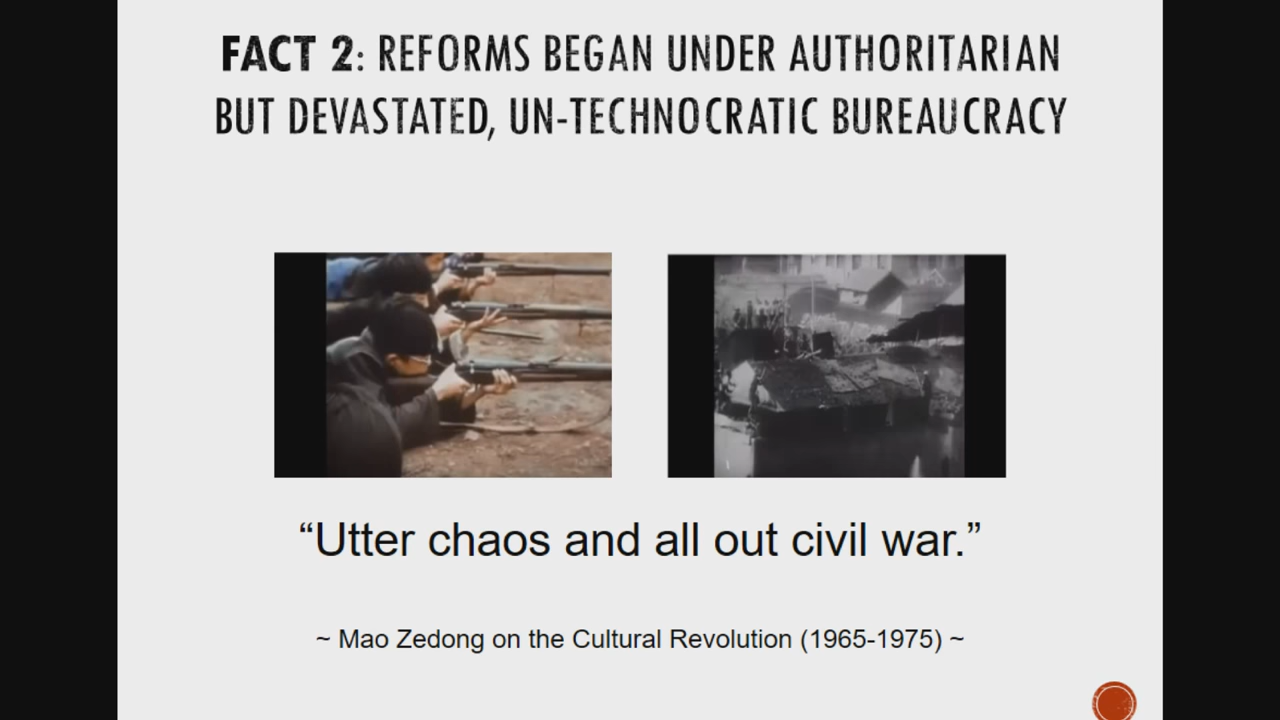 FACT 2: REFORMS BEGAN UNDER AUTHORITARIAN
BUT DEVASTATED, UN-TECHNOCRATIC BUREAUCRACY
“Utter chaos and all out civil war.”
~ Mao Zedong on the Cultural Revolution (1965-1975) ~